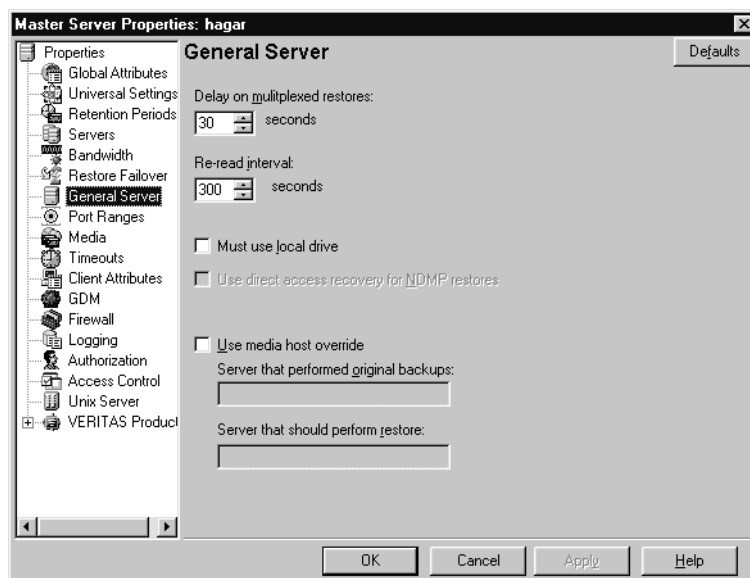 Master Server Properties: hagar
Properties
Global Attributes
Universal Settings
Retention Periods
Servers
Bandwidth
Restore Failover
General Server
Port Ranges
Media
Timeouts
Client Attributes
GDM
Firewall
Logging
Authorization
Access Control
Unix Server
VERITAS Product
General Server
Defaults
Delay on mulitplexed restores:
30 seconds
Re-read interval:
300 seconds
Must use local drive
Use direct access recovery for NDMP restores
Use media host override
Server that performed original backups:
Server that should perform restore:
OK Cancel Apply Help